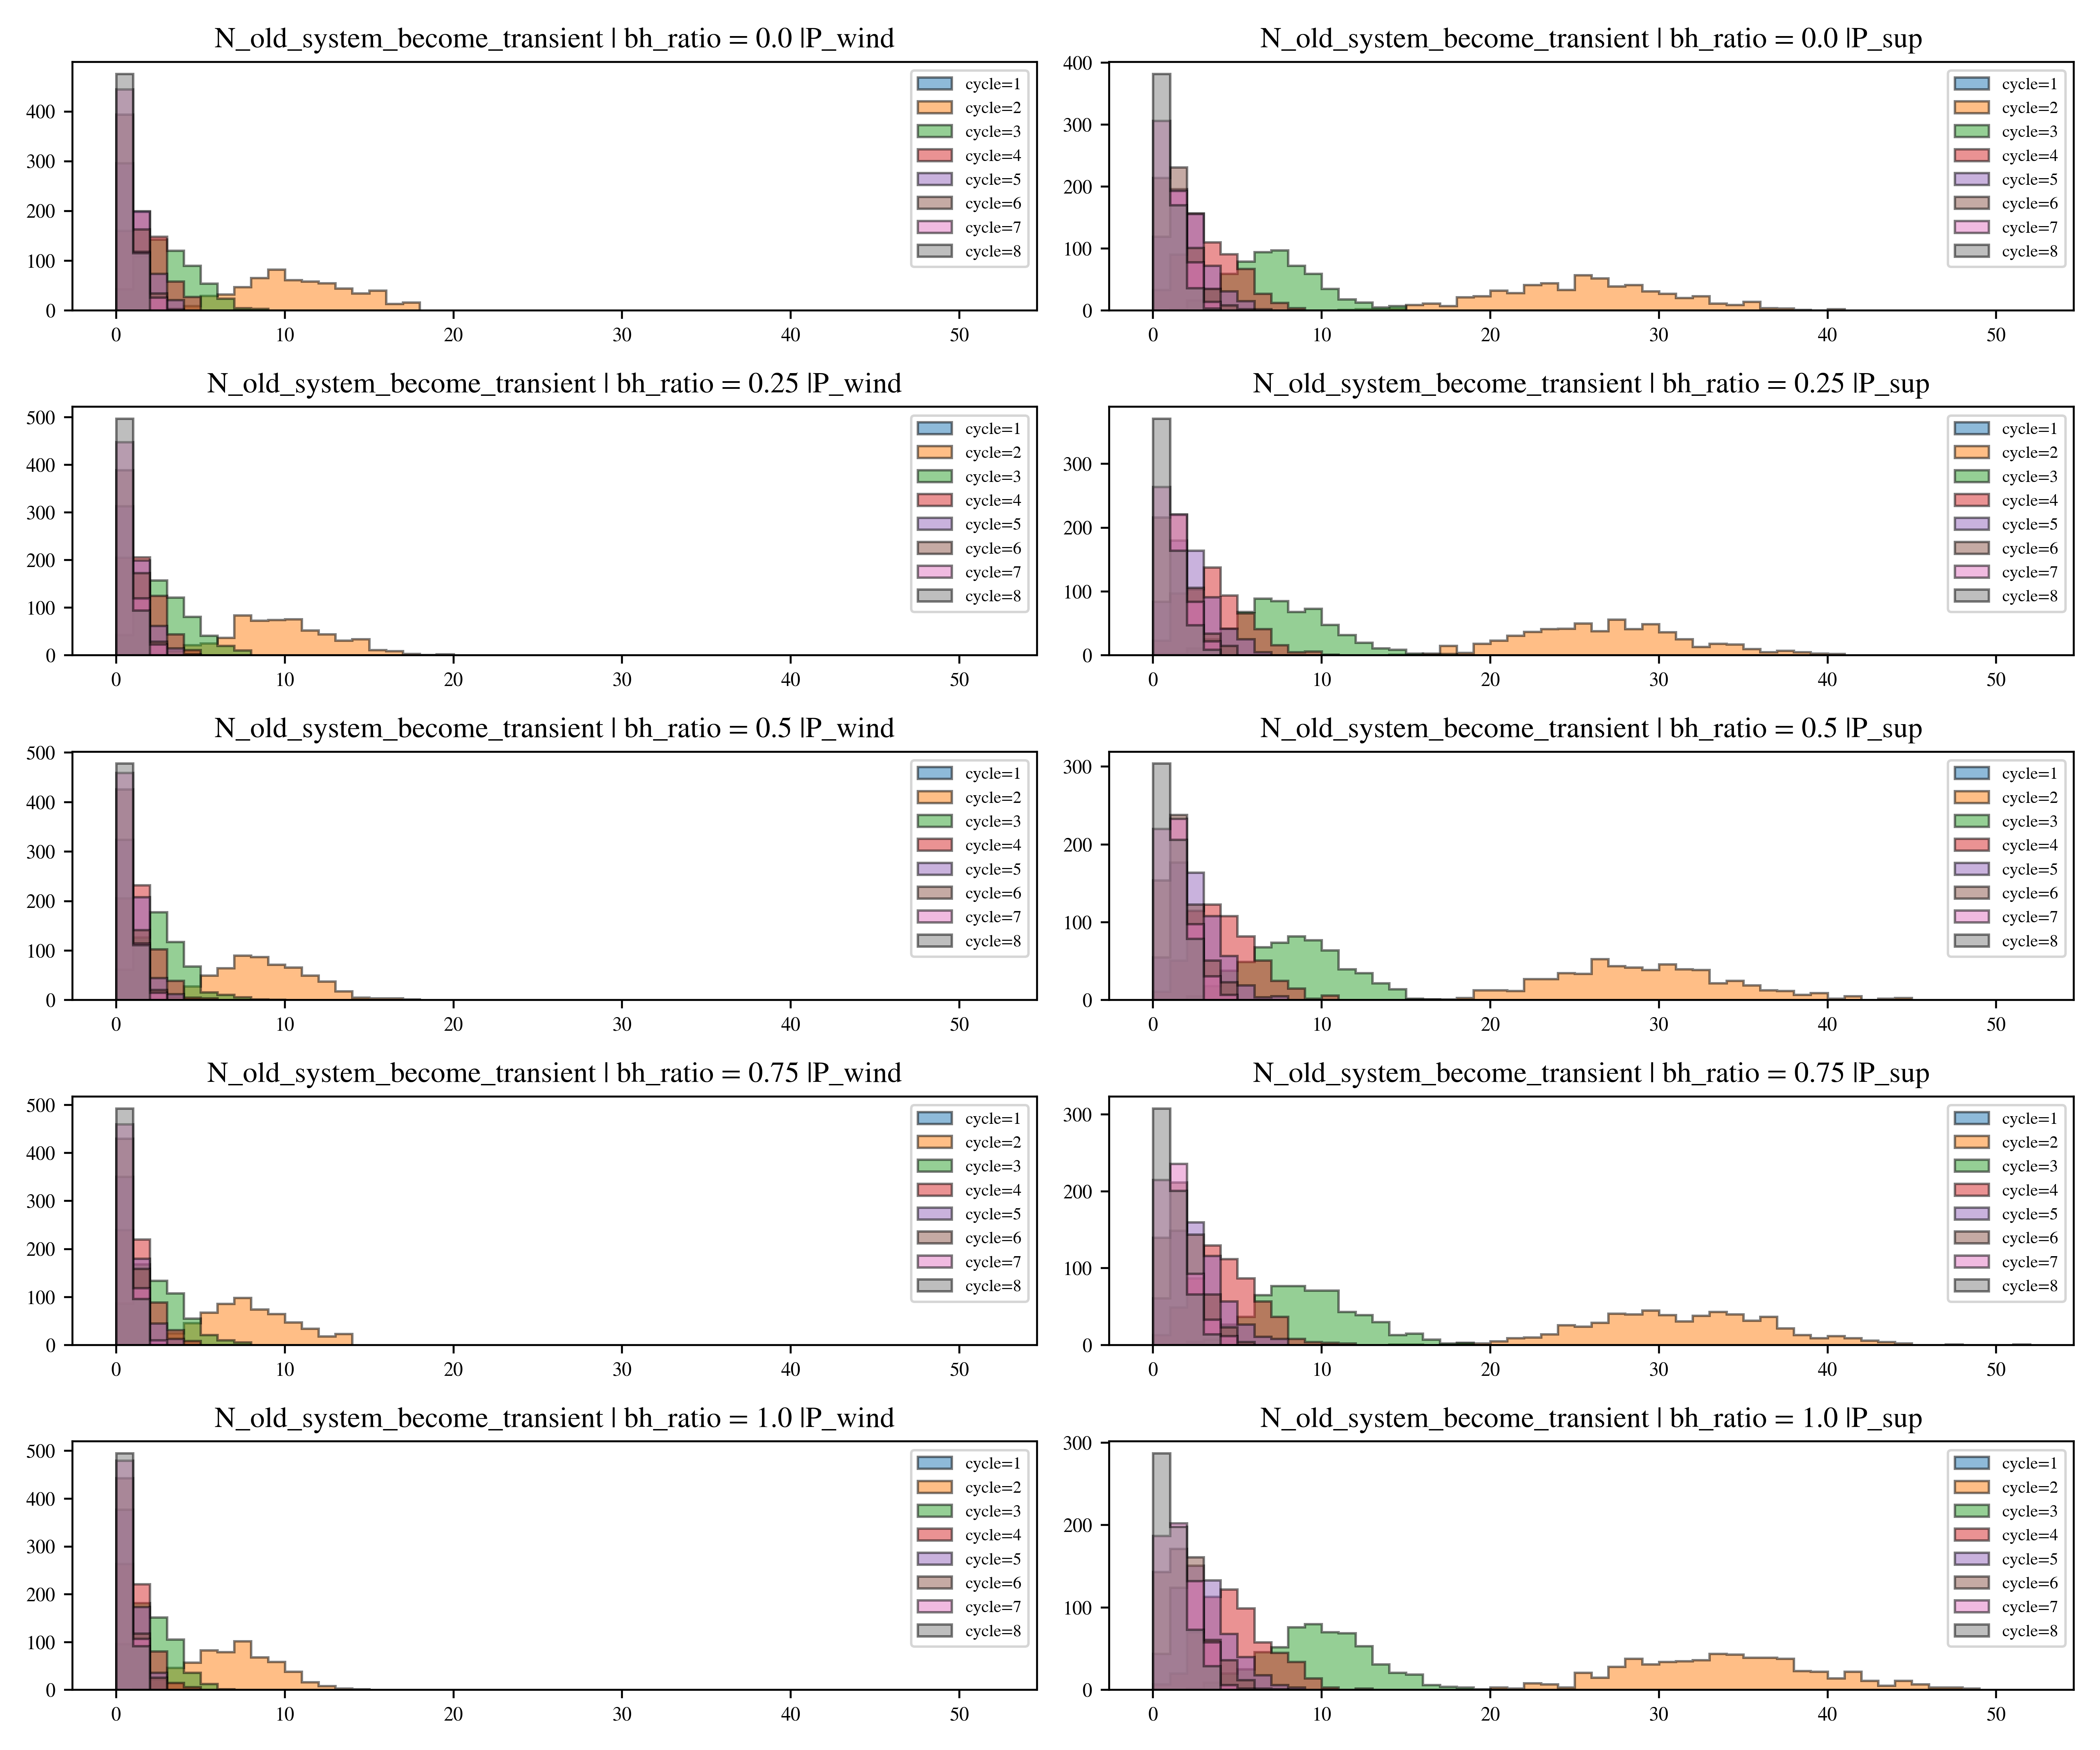 N_old_system_become_transient | bh_ratio = 0.0 |P_wind
400
300
200
100
0
0 10 20 30 40 50
cycle=1
cycle=2
cycle=3
cycle=4
cycle=5
cycle=6
cycle=7
cycle=8
N_old_system_become_transient | bh_ratio = 0.0 |P_sup
400
300
200
100
0
0 10 20 30 40 50
cycle=1
cycle=2
cycle=3
cycle=4
cycle=5
cycle=6
cycle=7
cycle=8
N_old_system_become_transient | bh_ratio = 0.25 |P_wind
500
400
300
200
100
0
0 10 20 30 40 50
cycle=1
cycle=2
cycle=3
cycle=4
cycle=5
cycle=6
cycle=7
cycle=8
N_old_system_become_transient | bh_ratio = 0.25 |P_sup
300
200
100
0
0 10 20 30 40 50
cycle=1
cycle=2
cycle=3
cycle=4
cycle=5
cycle=6
cycle=7
cycle=8
N_old_system_become_transient | bh_ratio = 0.5 |P_wind
500
400
300
200
100
0
0 10 20 30 40 50
cycle=1
cycle=2
cycle=3
cycle=4
cycle=5
cycle=6
cycle=7
cycle=8
N_old_system_become_transient | bh_ratio = 0.5 |P_sup
300
200
100
0
0 10 20 30 40 50
cycle=1
cycle=2
cycle=3
cycle=4
cycle=5
cycle=6
cycle=7
cycle=8
N_old_system_become_transient | bh_ratio = 0.75 |P_wind
500
400
300
200
100
0
0 10 20 30 40 50
cycle=1
cycle=2
cycle=3
cycle=4
cycle=5
cycle=6
cycle=7
cycle=8
N_old_system_become_transient | bh_ratio = 0.75 |P_sup
300
200
100
0
0 10 20 30 40 50
cycle=1
cycle=2
cycle=3
cycle=4
cycle=5
cycle=6
cycle=7
cycle=8
N_old_system_become_transient | bh_ratio = 1.0 |P_wind
500
400
300
200
100
0
0 10 20 30 40 50
cycle=1
cycle=2
cycle=3
cycle=4
cycle=5
cycle=6
cycle=7
cycle=8
N_old_system_become_transient | bh_ratio = 1.0 |P_sup
300
200
100
0
0 10 20 30 40 50
cycle=1
cycle=2
cycle=3
cycle=4
cycle=5
cycle=6
cycle=7
cycle=8